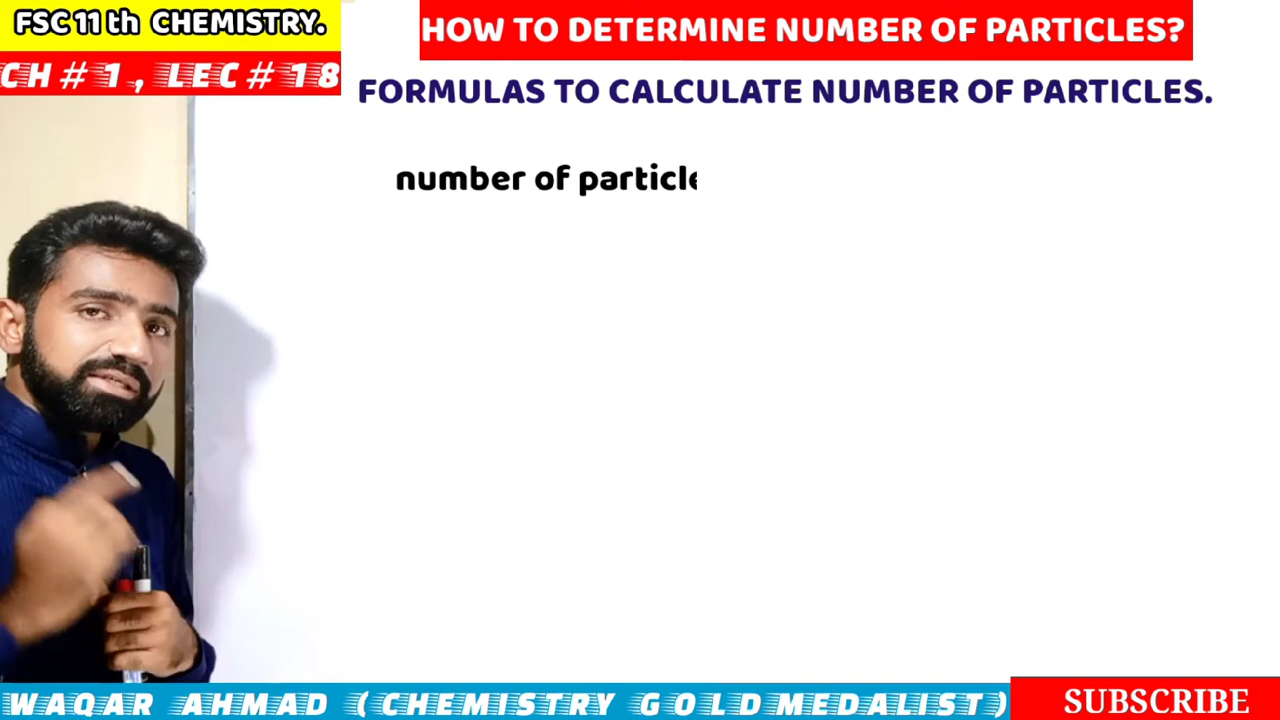 FSC 11 th CHEMISTRY.
CH # 1 , LEC # 18
HOW TO DETERMINE NUMBER OF PARTICLES?
FORMULAS TO CALCULATE NUMBER OF PARTICLES.
number of particle
WAQAR AHMAD (CHEMISTRY GOLD MEDALIST)
SUBSCRIBE